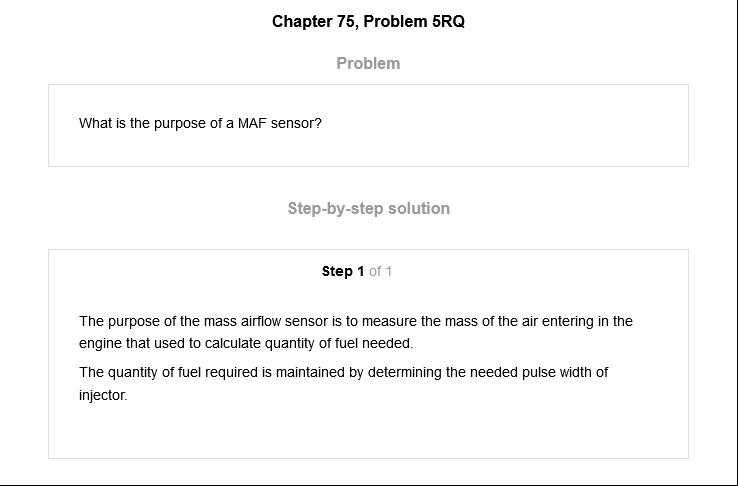 Chapter 75, Problem 5RQ
Problem
What is the purpose of a MAF sensor?
Step-by-step solution
Step 1 of 1
The purpose of the mass airflow sensor is to measure the mass of the air entering in the
engine that used to calculate quantity of fuel needed.
The quantity of fuel required is maintained by determining the needed pulse width of
injector.